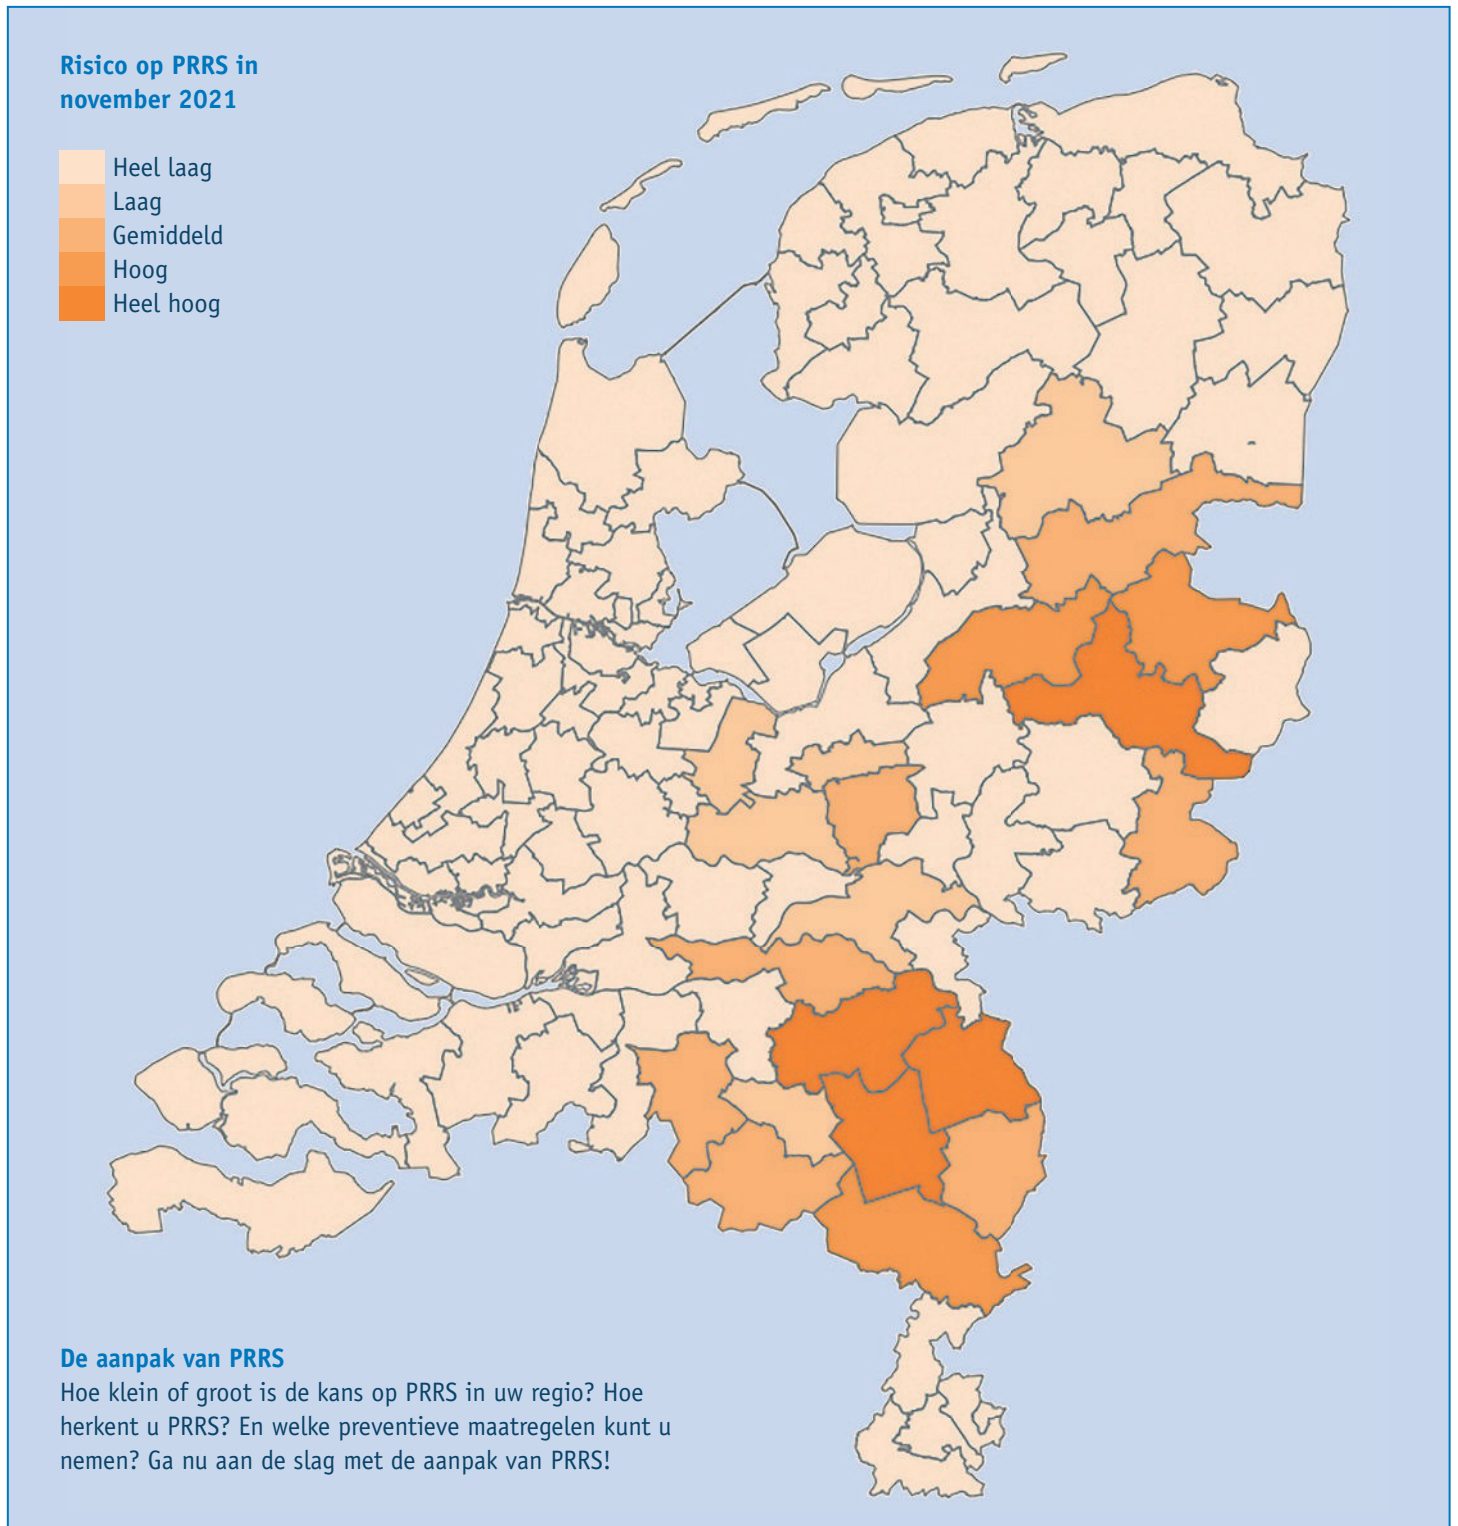 Risico op PRRS in
november 2021
Heel laag
Laag
Gemiddeld
Hoog
Heel hoog
De aanpak van PRRS
Hoe klein of groot is de kans op PRRS in uw regio? Hoe
herkent u PRRS? En welke preventieve maatregelen kunt u
nemen? Ga nu aan de slag met de aanpak van PRRS!